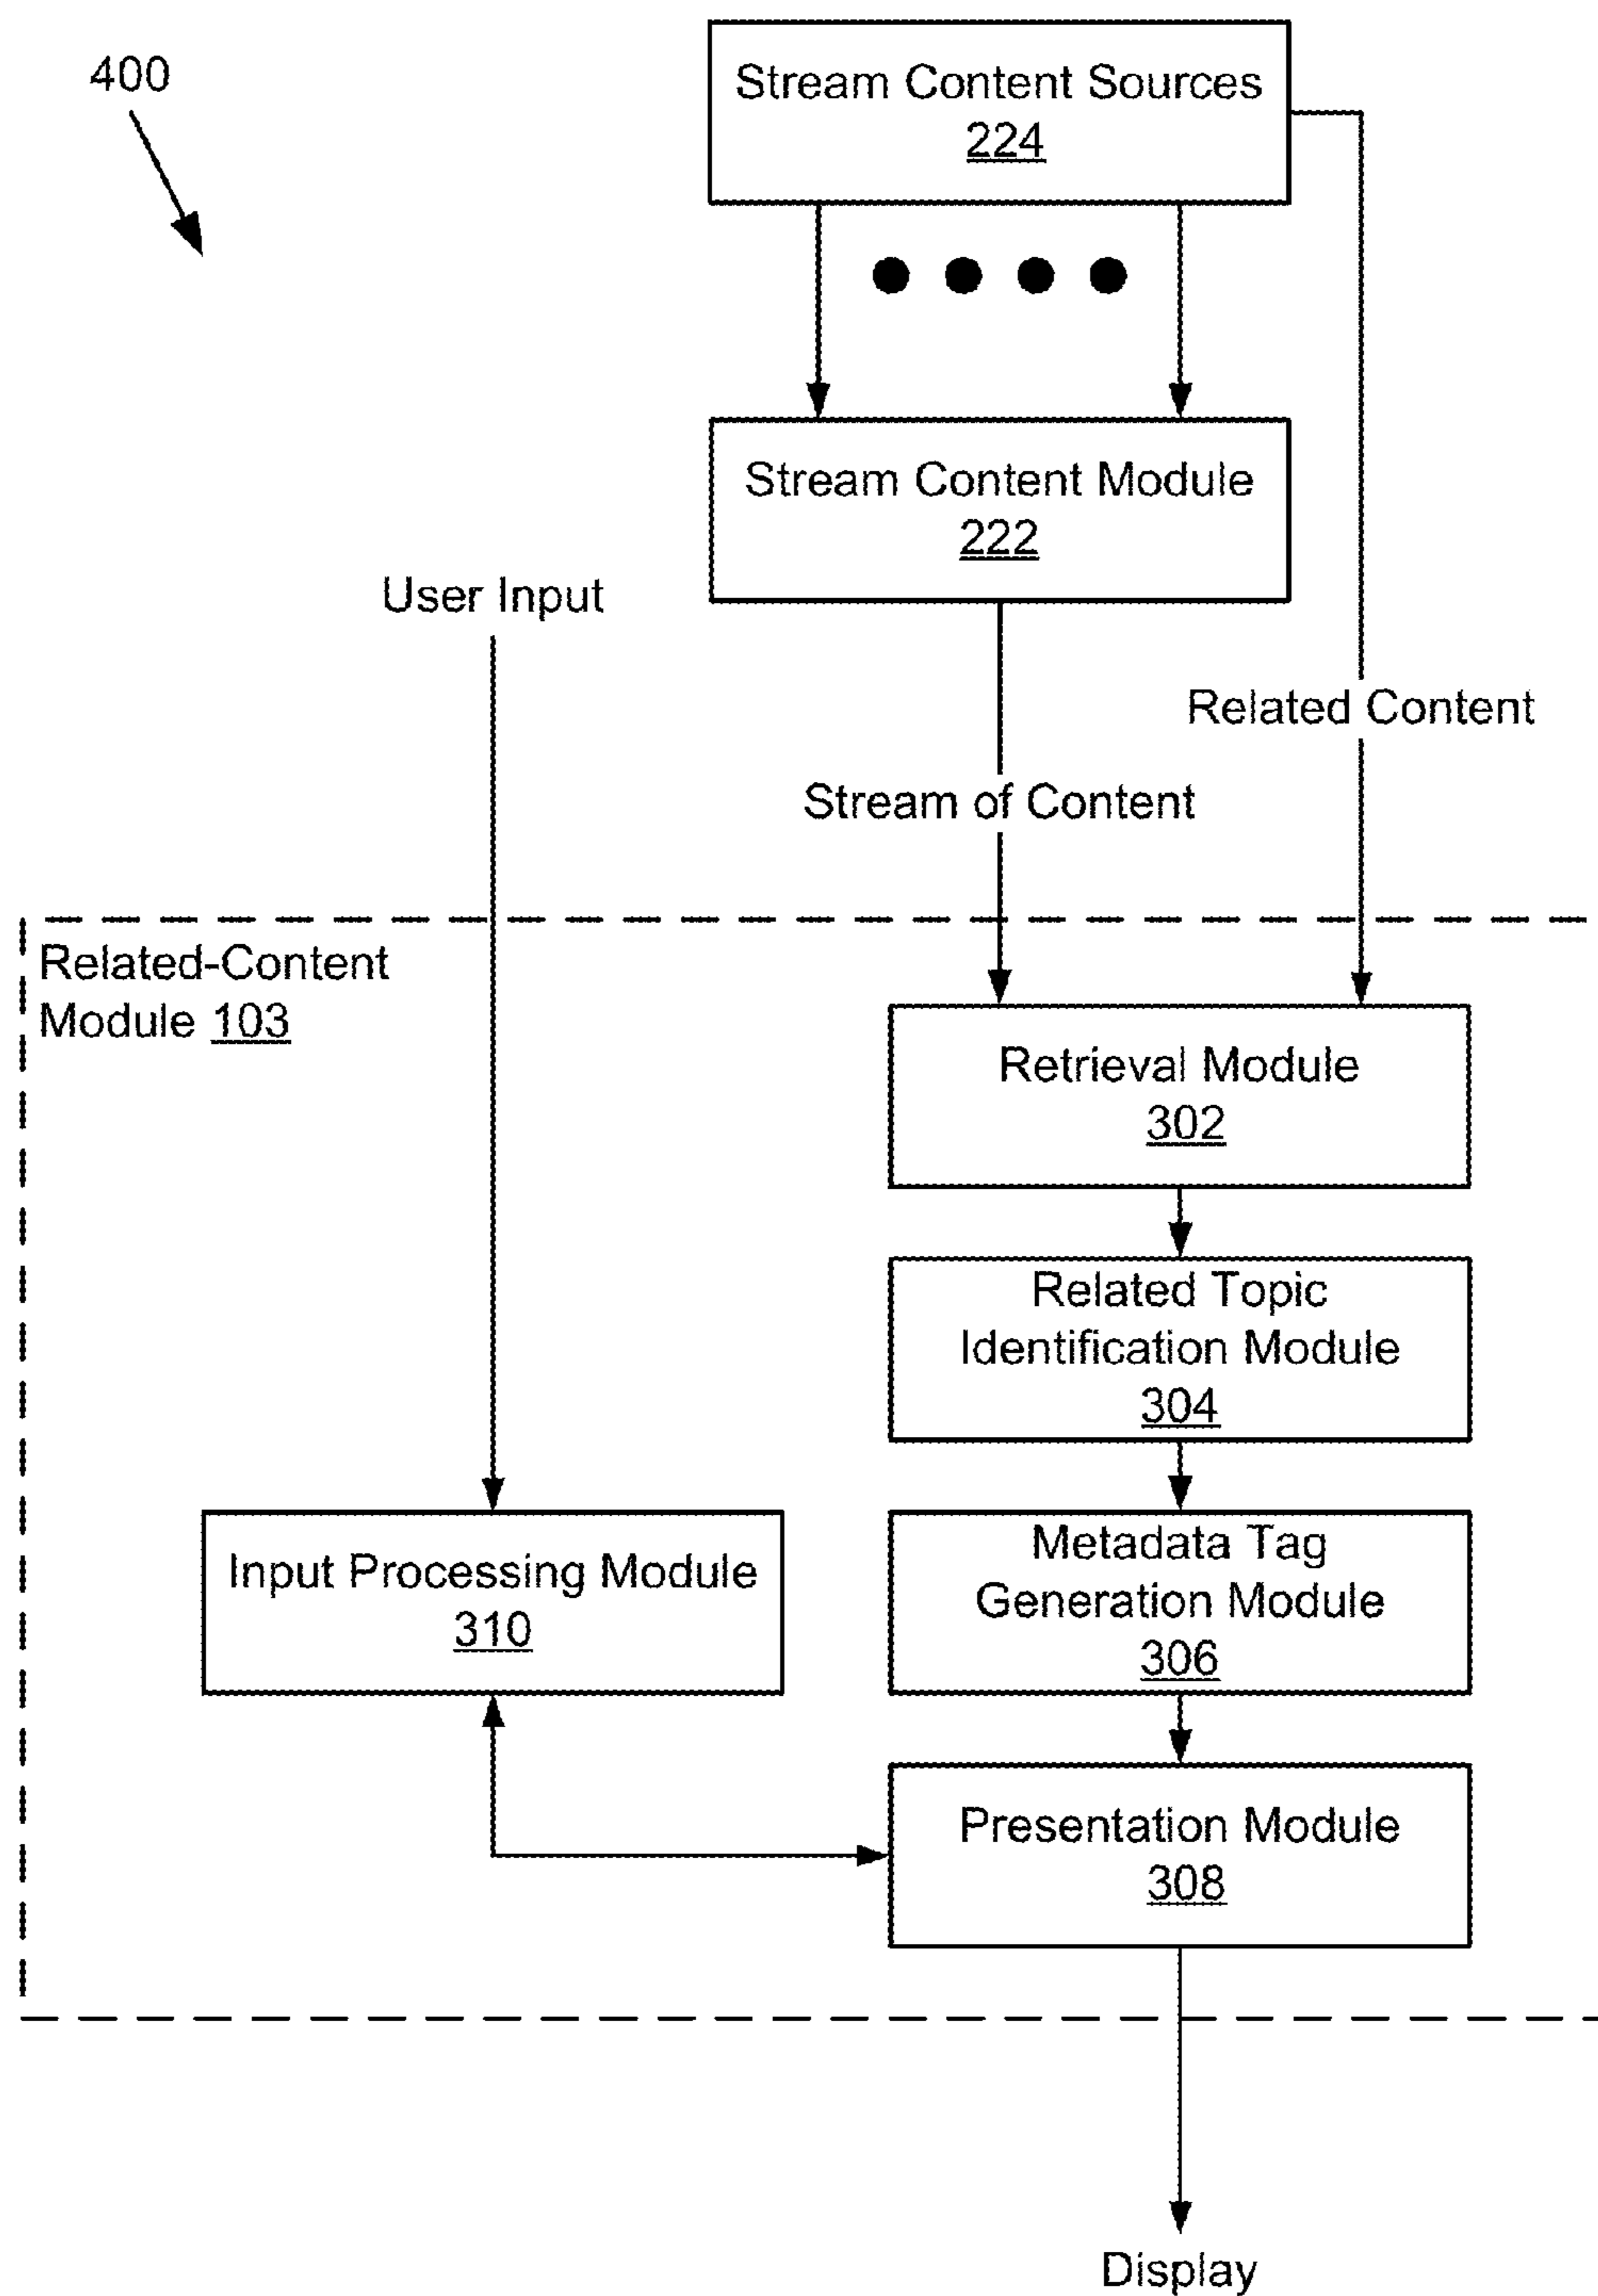 400
Stream Content Sources
224
Stream Content Module
222
User Input
Related Content
Stream of Content
Related-Content
Module 103
Retrieval Module
302
Related Topic
Identification Module
304
Input Processing Module
310
Metadata Tag
Generation Module
306
Presentation Module
308
Display